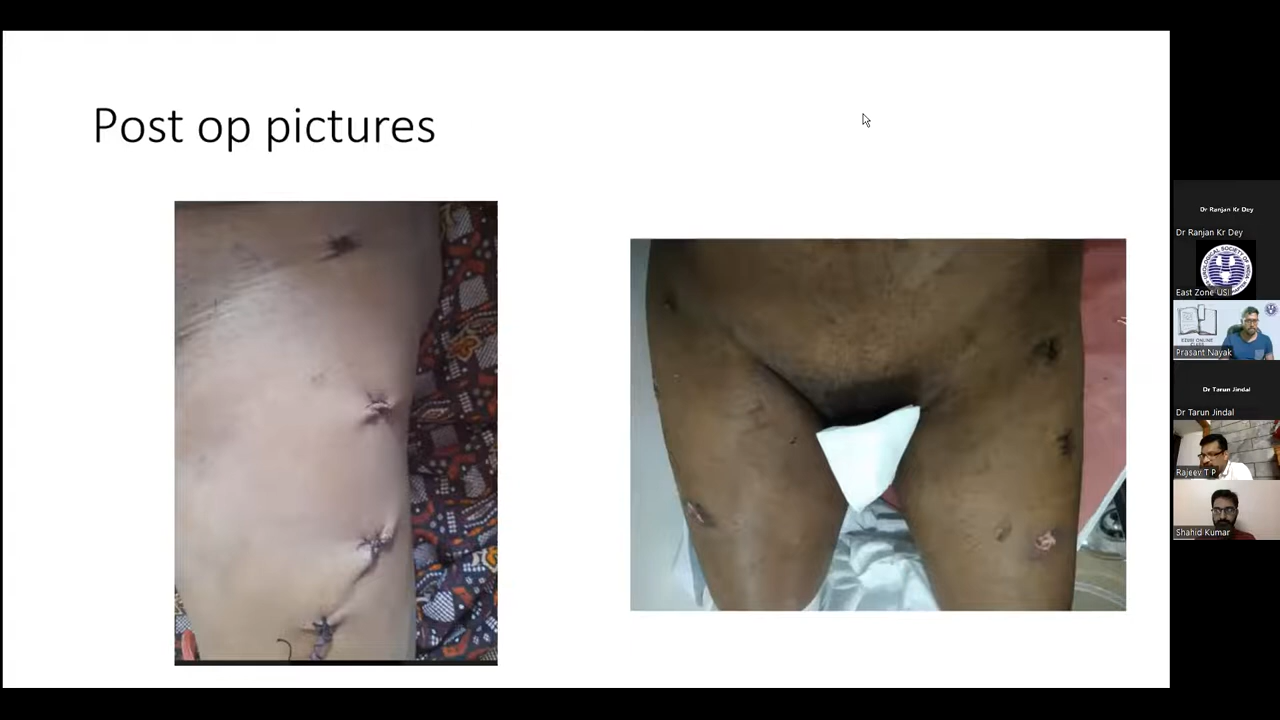 Post op pictures
Dr Ranjan Kr Dey
Dr Ranjan Kr Dey
East Zone USI
Prasant Nayak
Dr Tarun Jindal
Dr Tarun Jindal
Rajeev T P
Shahid Kumar